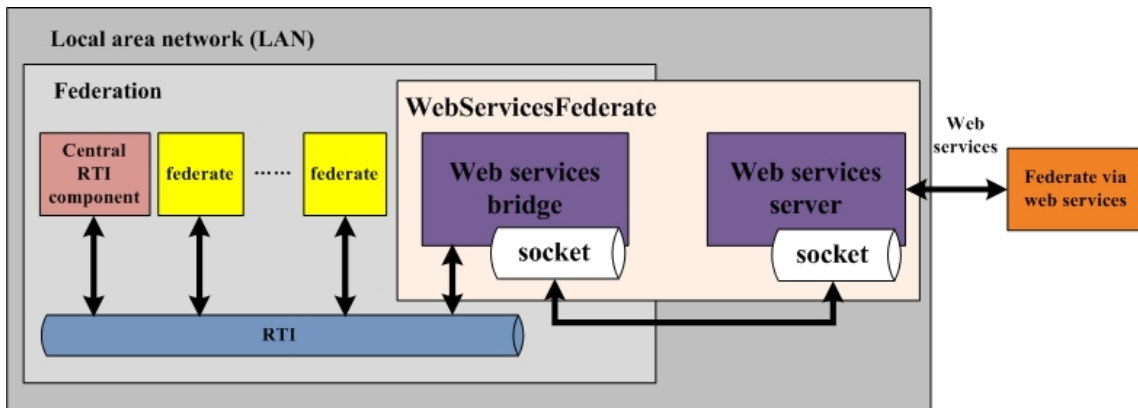 Local area network (LAN)
Federation
WebServicesFederate
Central
RTI
component
federate
......
federate
Web services
bridge
socket
Web services
server
socket
Web
services
Federate via
web services
RTI